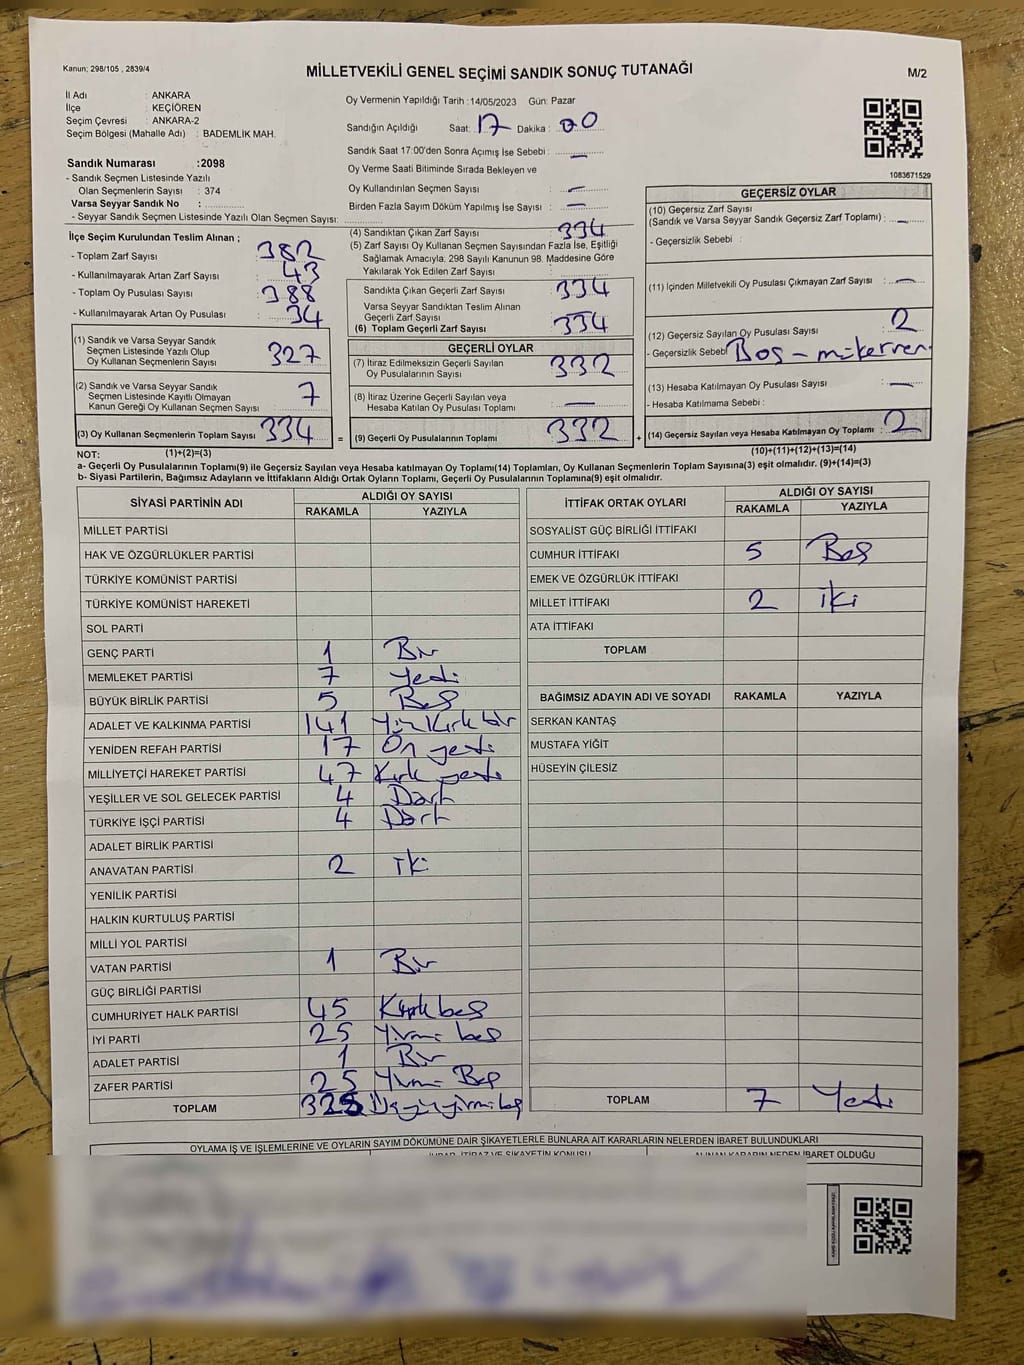 Kanun; 298/105 , 2839/4
MİLLETVEKİLİ GENEL SEÇİMİ SANDIK SONUÇ TUTANAĞI
M/2
İl Adı : ANKARA
İlçe : KEÇİÖREN
Seçim Çevresi : ANKARA-2
Seçim Bölgesi (Mahalle Adı) : BADEMLİK MAH.
Oy Vermenin Yapıldığı Tarih : 14/05/2023 Gün: Pazar
Sandığın Açıldığı Saat: 17 Dakika : 00
Sandık Saat 17:00'den Sonra Açımış İse Sebebi : —
Oy Verme Saati Bitiminde Sırada Bekleyen ve
Oy Kullandırılan Seçmen Sayısı : —
Birden Fazla Sayım Döküm Yapılmış İse Sayısı : —
1083671529
Sandık Numarası :2098
- Sandık Seçmen Listesinde Yazılı
Olan Seçmenlerin Sayısı : 374
Varsa Seyyar Sandık No :
- Seyyar Sandık Seçmen Listesinde Yazılı Olan Seçmen Sayısı:
İlçe Seçim Kurulundan Teslim Alınan ;
- Toplam Zarf Sayısı : 382
- Kullanılmayarak Artan Zarf Sayısı : 43
- Toplam Oy Pusulası Sayısı : 388
- Kullanılmayarak Artan Oy Pusulası : 34
(1) Sandık ve Varsa Seyyar Sandık
Seçmen Listesinde Yazılı Olup
Oy Kullanan Seçmenlerin Sayısı : 327
(2) Sandık ve Varsa Seyyar Sandık
Seçmen Listesinde Kayıtlı Olmayan
Kanun Gereği Oy Kullanan Seçmen Sayısı : 7
(3) Oy Kullanan Seçmenlerin Toplam Sayısı : 334
(4) Sandıktan Çıkan Zarf Sayısı : 334
(5) Zarf Sayısı Oy Kullanan Seçmen Sayısından Fazla İse, Eşitliği
Sağlamak Amacıyla; 298 Sayılı Kanunun 98. Maddesine Göre
Yakılarak Yok Edilen Zarf Sayısı :
Sandıkta Çıkan Geçerli Zarf Sayısı : 334
Varsa Seyyar Sandıktan Teslim Alınan
Geçerli Zarf Sayısı :
(6) Toplam Geçerli Zarf Sayısı : 334
GEÇERLİ OYLAR
(7) İtiraz Edilmeksizin Geçerli Sayılan
Oy Pusulalarının Sayısı : 332
(8) İtiraz Üzerine Geçerli Sayılan veya
Hesaba Katılan Oy Pusulası Toplamı : —
= (9) Geçerli Oy Pusulalarının Toplamı : 332 +
GEÇERSİZ OYLAR
(10) Geçersiz Zarf Sayısı
(Sandık ve Varsa Seyyar Sandık Geçersiz Zarf Toplamı) : —
- Geçersizlik Sebebi :
(11) İçinden Milletvekili Oy Pusulası Çıkmayan Zarf Sayısı : —
(12) Geçersiz Sayılan Oy Pusulası Sayısı : 2
- Geçersizlik Sebebi Boş - mükerrer
(13) Hesaba Katılmayan Oy Pusulası Sayısı : —
- Hesaba Katılmama Sebebi :
(14) Geçersiz Sayılan veya Hesaba Katılmayan Oy Toplamı : 2
NOT: (1)+(2)=(3) (10)+(11)+(12)+(13)=(14)
a- Geçerli Oy Pusulalarının Toplamı(9) ile Geçersiz Sayılan veya Hesaba katılmayan Oy Toplamı(14) Toplamları, Oy Kullanan Seçmenlerin Toplam Sayısına(3) eşit olmalıdır. (9)+(14)=(3)
b- Siyasi Partilerin, Bağımsız Adayların ve İttifakların Aldığı Ortak Oyların Toplamı, Geçerli Oy Pusulalarının Toplamına(9) eşit olmalıdır.
SİYASİ PARTİNİN ADI ALDIĞI OY SAYISI
RAKAMLA YAZIYLA
MİLLET PARTİSİ
HAK VE ÖZGÜRLÜKLER PARTİSİ
TÜRKİYE KOMÜNİST PARTİSİ
TÜRKİYE KOMÜNİST HAREKETİ
SOL PARTİ
GENÇ PARTİ 1 Bir
MEMLEKET PARTİSİ 7 Yedi
BÜYÜK BİRLİK PARTİSİ 5 Beş
ADALET VE KALKINMA PARTİSİ 141 Yüz Kırk bir
YENİDEN REFAH PARTİSİ 17 On yedi
MİLLİYETÇİ HAREKET PARTİSİ 47 Kırk yedi
YEŞİLLER VE SOL GELECEK PARTİSİ 4 Dört
TÜRKİYE İŞÇİ PARTİSİ 4 Dört
ADALET BİRLİK PARTİSİ
ANAVATAN PARTİSİ 2 İki
YENİLİK PARTİSİ
HALKIN KURTULUŞ PARTİSİ
MİLLİ YOL PARTİSİ
VATAN PARTİSİ 1 Bir
GÜÇ BİRLİĞİ PARTİSİ
CUMHURİYET HALK PARTİSİ 45 Kırk beş
İYİ PARTİ 25 Yirmi beş
ADALET PARTİSİ 1 Bir
ZAFER PARTİSİ 25 Yirmi Beş
TOPLAM 325 Üçyüzyirmibeş
İTTİFAK ORTAK OYLARI ALDIĞI OY SAYISI
RAKAMLA YAZIYLA
SOSYALİST GÜÇ BİRLİĞİ İTTİFAKI
CUMHUR İTTİFAKI 5 Beş
EMEK VE ÖZGÜRLÜK İTTİFAKI
MİLLET İTTİFAKI 2 iki
ATA İTTİFAKI
TOPLAM
BAĞIMSIZ ADAYIN ADI VE SOYADI RAKAMLA YAZIYLA
SERKAN KANTAŞ
MUSTAFA YİĞİT
HÜSEYİN ÇİLESİZ
TOPLAM 7 Yedi
OYLAMA İŞ VE İŞLEMLERİNE VE OYLARIN SAYIM DÖKÜMÜNE DAİR ŞİKAYETLERLE BUNLARA AİT KARARLARIN NELERDEN İBARET BULUNDUKLARI